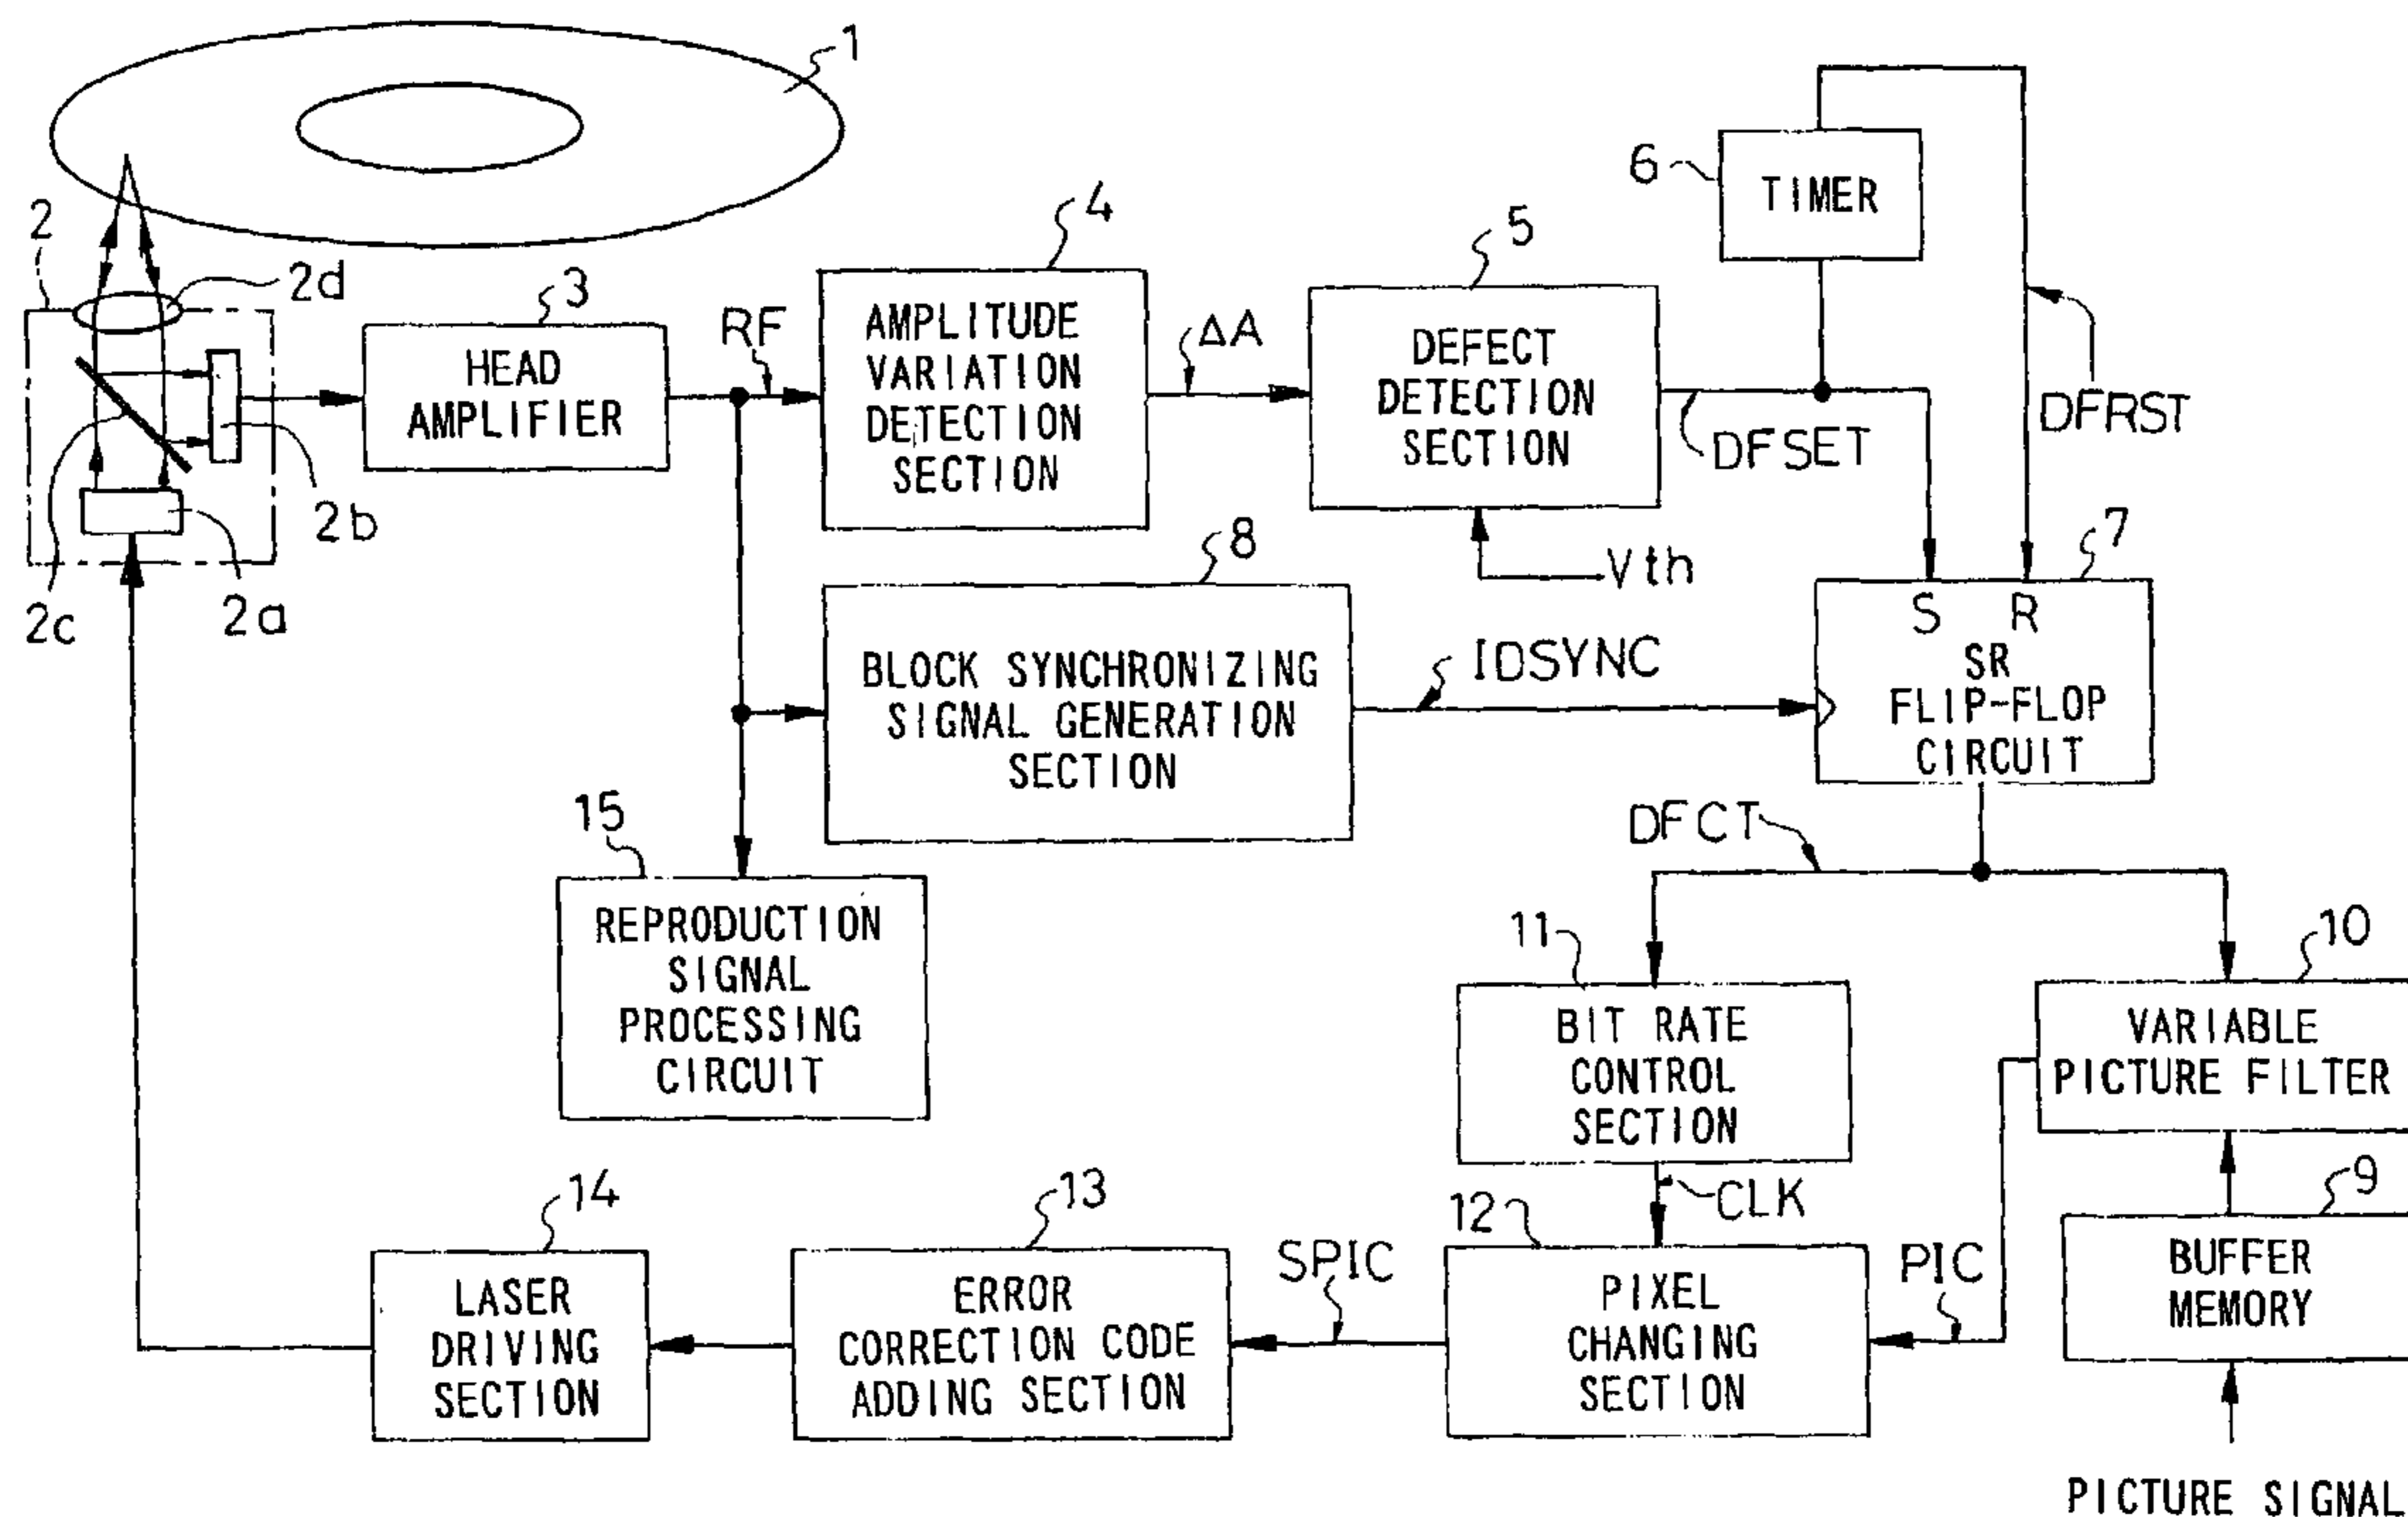 1
2
2d
2c
2a
2b
3
HEAD
AMPLIFIER
RF
4
AMPLITUDE
VARIATION
DETECTION
SECTION
ΔA
5
DEFECT
DETECTION
SECTION
Vth
DFSET
6
TIMER
DFRST
7
S R
SR
FLIP-FLOP
CIRCUIT
8
BLOCK SYNCHRONIZING
SIGNAL GENERATION
SECTION
IDSYNC
15
REPRODUCTION
SIGNAL
PROCESSING
CIRCUIT
DFCT
11
BIT RATE
CONTROL
SECTION
CLK
10
VARIABLE
PICTURE FILTER
9
BUFFER
MEMORY
PICTURE SIGNAL
PIC
12
PIXEL
CHANGING
SECTION
SPIC
13
ERROR
CORRECTION CODE
ADDING SECTION
14
LASER
DRIVING
SECTION